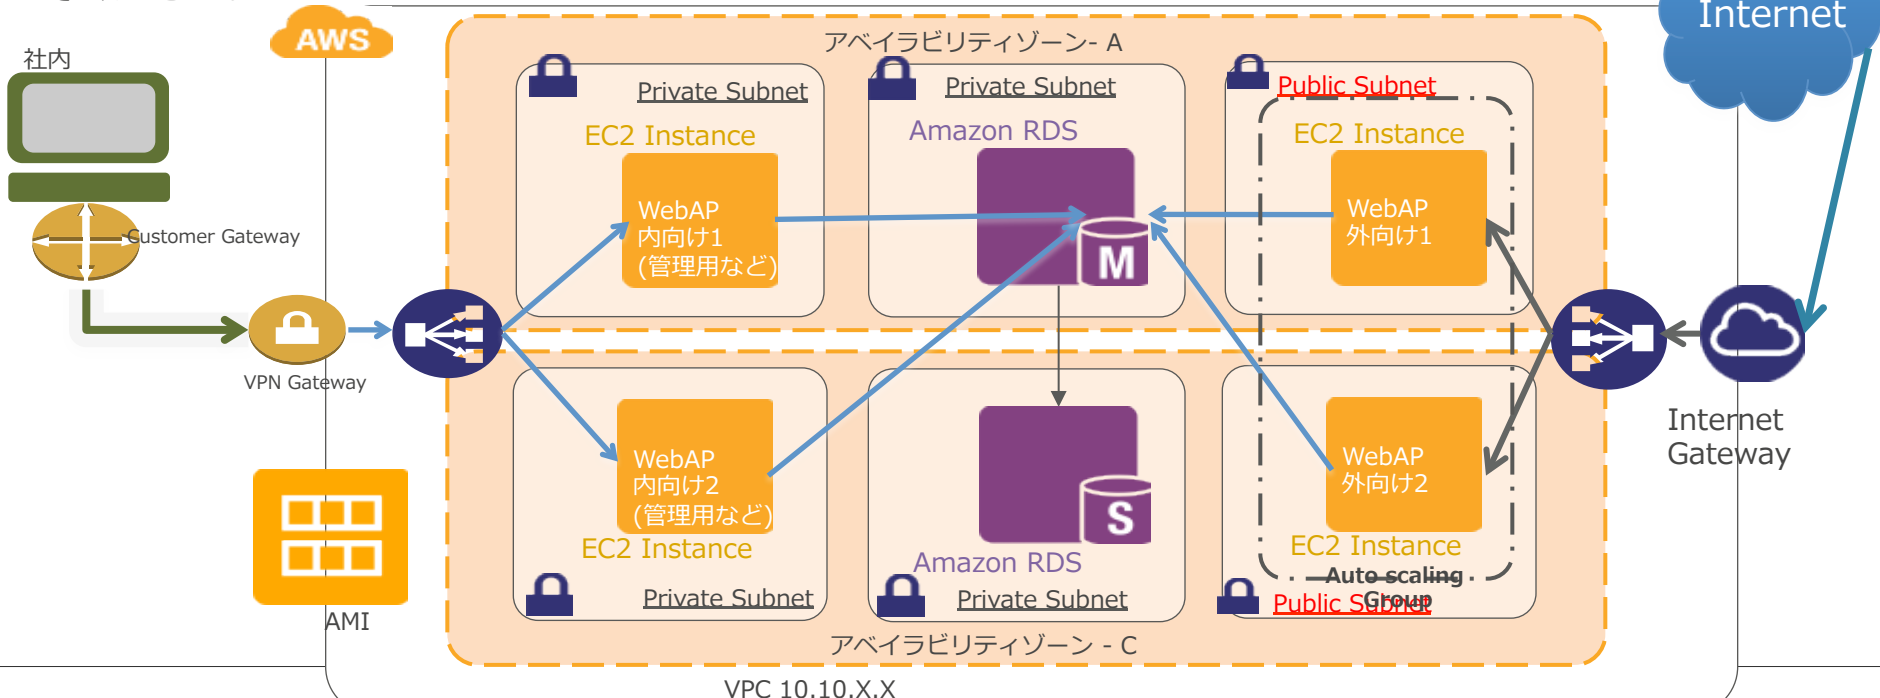 Internet
AWS
アベイラビリティゾーン- A
社内
Private Subnet
Private Subnet
Public Subnet
EC2 Instance
Amazon RDS
EC2 Instance
WebAP
内向け1
(管理用など)
M
WebAP
外向け1
Customer Gateway
VPN Gateway
Internet
Gateway
WebAP
内向け2
(管理用など)
S
WebAP
外向け2
EC2 Instance
Amazon RDS
EC2 Instance
Auto scaling
Group
Private Subnet
Private Subnet
Public Subnet
AMI
アベイラビリティゾーン - C
VPC 10.10.X.X